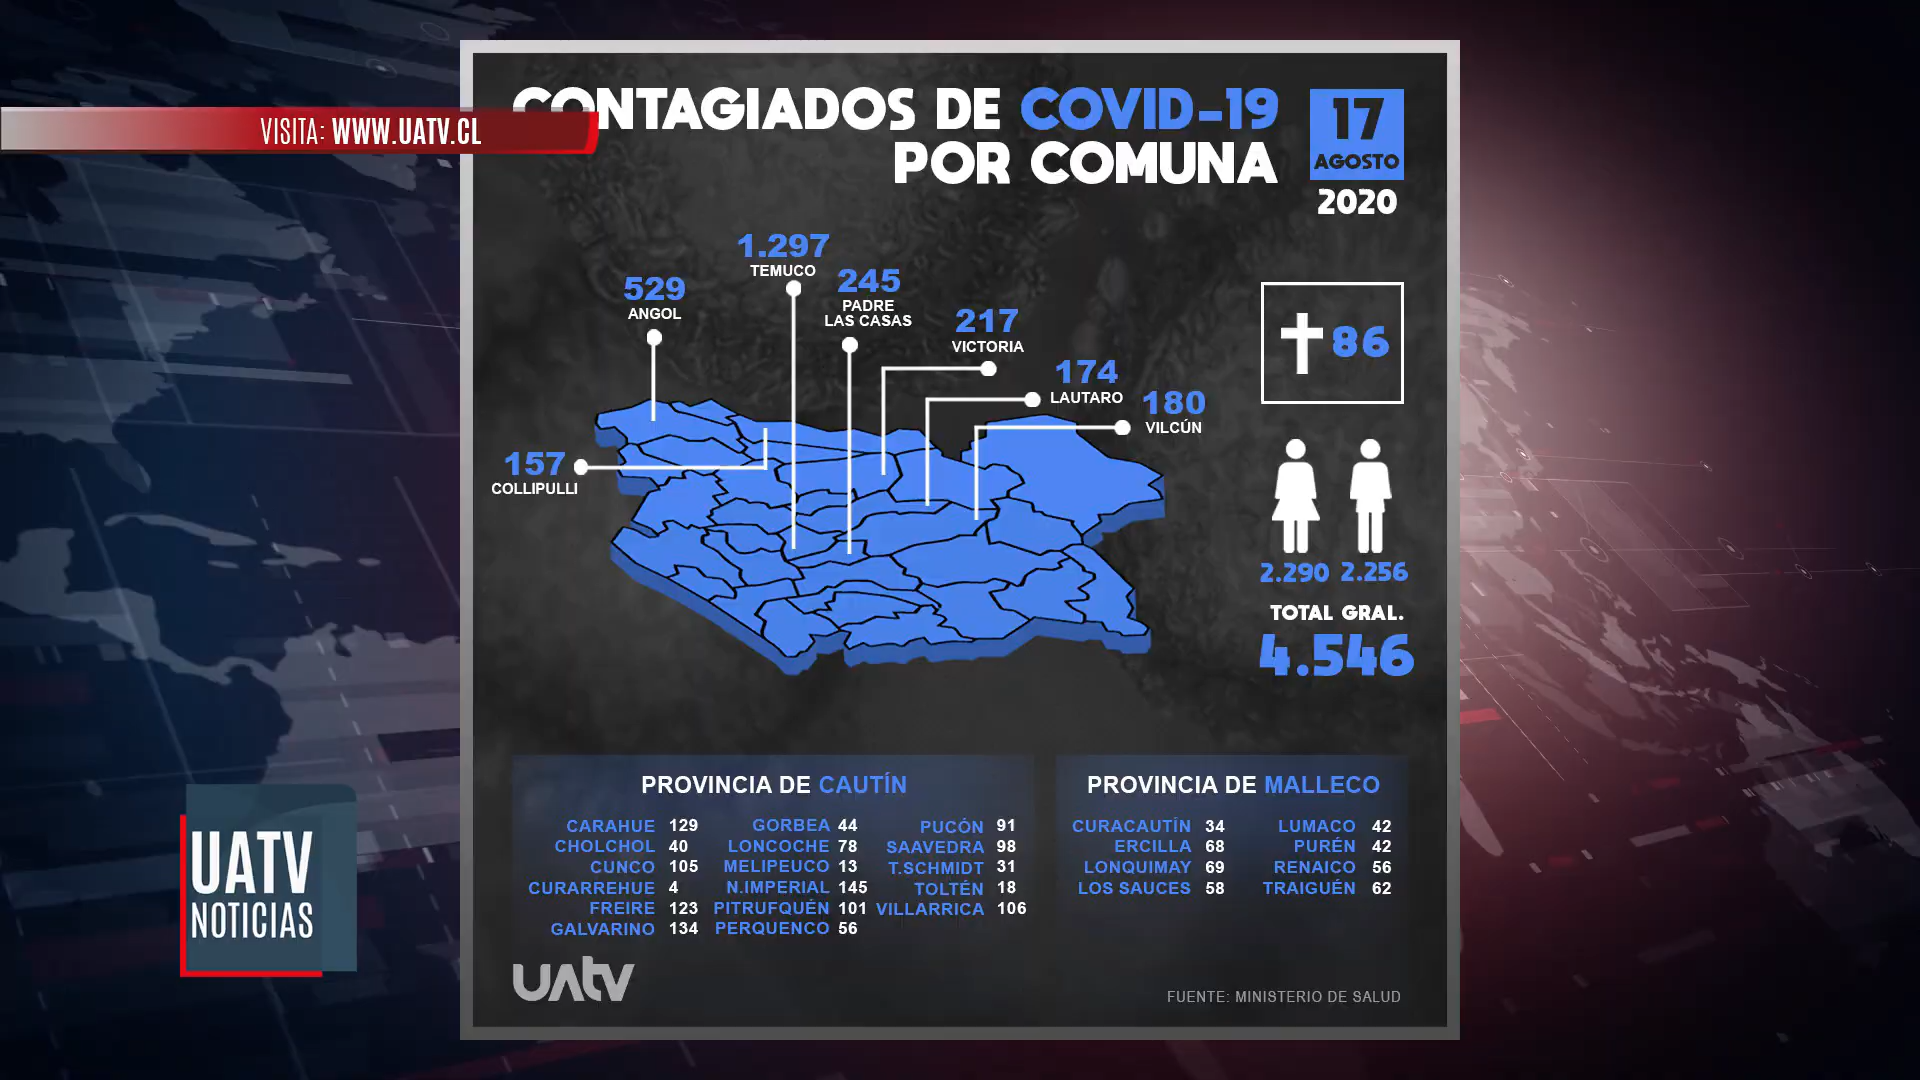 CONTAGIADOS DE COVID-19
POR COMUNA
17
AGOSTO
2020
VISITA: WWW.UATV.CL
1.297
TEMUCO
529
ANGOL
245
PADRE
LAS CASAS
217
VICTORIA
174
LAUTARO
180
VILCÚN
157
COLLIPULLI
86
2.290 2.256
TOTAL GRAL.
4.546
PROVINCIA DE CAUTÍN
CARAHUE 129 GORBEA 44 PUCÓN 91
CHOLCHOL 40 LONCOCHE 78 SAAVEDRA 98
CUNCO 105 MELIPEUCO 13 T.SCHMIDT 31
CURARREHUE 4 N.IMPERIAL 145 TOLTÉN 18
FREIRE 123 PITRUFQUÉN 101 VILLARRICA 106
GALVARINO 134 PERQUENCO 56
PROVINCIA DE MALLECO
CURACAUTÍN 34 LUMACO 42
ERCILLA 68 PURÉN 42
LONQUIMAY 69 RENAICO 56
LOS SAUCES 58 TRAIGUÉN 62
UATV
NOTICIAS
UATV
FUENTE: MINISTERIO DE SALUD